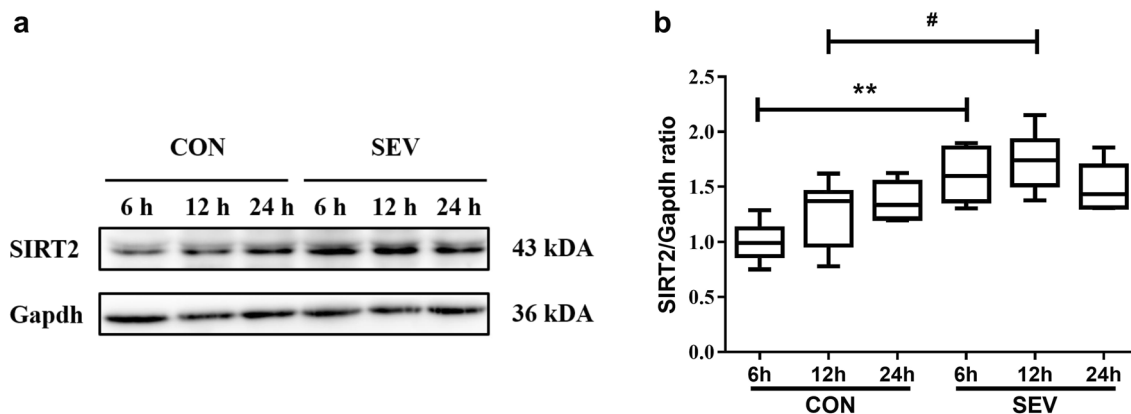 a
CON SEV
6 h 12 h 24 h 6 h 12 h 24 h
SIRT2 43 kDA
Gapdh 36 kDA
b
#
**
SIRT2/Gapdh ratio
2.5
2.0
1.5
1.0
0.5
0.0
6h 12h 24h 6h 12h 24h
CON SEV